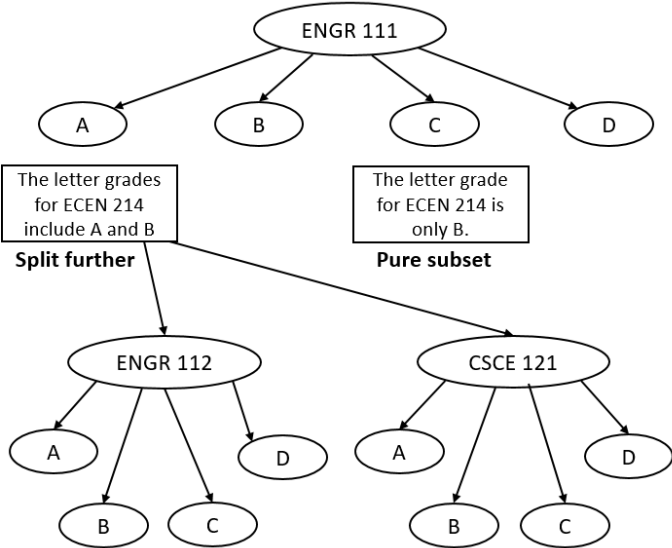 ENGR 111
A
B
C
D
The letter grades
for ECEN 214
include A and B
The letter grade
for ECEN 214 is
only B.
Split further
Pure subset
ENGR 112
CSCE 121
A
D
A
D
B
C
B
C